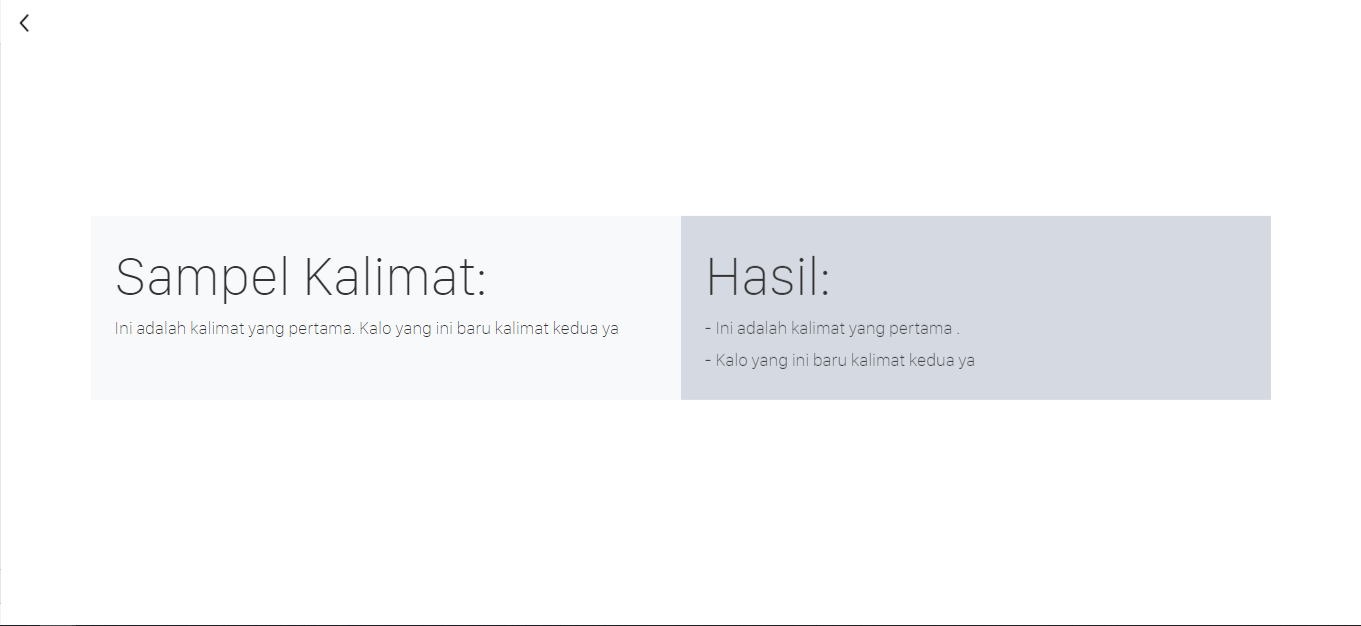 Sampel Kalimat:
Ini adalah kalimat yang pertama. Kalo yang ini baru kalimat kedua ya
Hasil:
- Ini adalah kalimat yang pertama .
- Kalo yang ini baru kalimat kedua ya